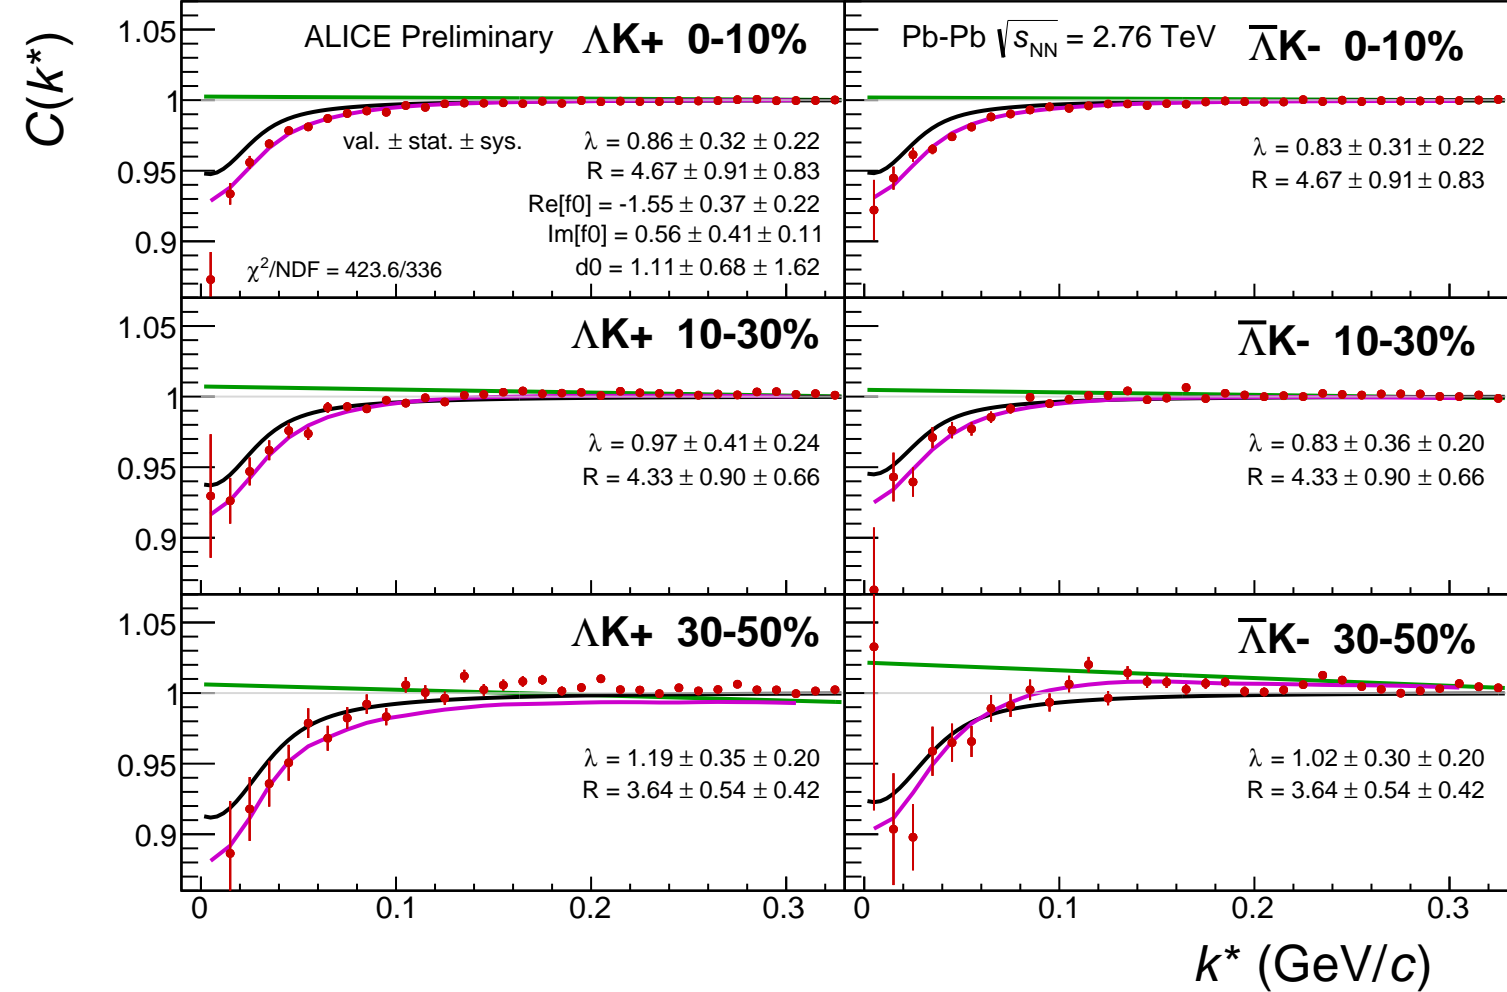 C(k*)
ALICE Preliminary ΛK+ 0-10%
val. ± stat. ± sys.
λ = 0.86 ± 0.32 ± 0.22
R = 4.67 ± 0.91 ± 0.83
Re[f0] = -1.55 ± 0.37 ± 0.22
Im[f0] = 0.56 ± 0.41 ± 0.11
d0 = 1.11 ± 0.68 ± 1.62
χ²/NDF = 423.6/336
1.05
1
0.95
0.9
Pb-Pb √s_NN = 2.76 TeV Λ̅K- 0-10%
λ = 0.83 ± 0.31 ± 0.22
R = 4.67 ± 0.91 ± 0.83
ΛK+ 10-30%
λ = 0.97 ± 0.41 ± 0.24
R = 4.33 ± 0.90 ± 0.66
1.05
1
0.95
0.9
Λ̅K- 10-30%
λ = 0.83 ± 0.36 ± 0.20
R = 4.33 ± 0.90 ± 0.66
ΛK+ 30-50%
λ = 1.19 ± 0.35 ± 0.20
R = 3.64 ± 0.54 ± 0.42
1.05
1
0.95
0.9
Λ̅K- 30-50%
λ = 1.02 ± 0.30 ± 0.20
R = 3.64 ± 0.54 ± 0.42
0 0.1 0.2 0.3
0 0.1 0.2 0.3
k* (GeV/c)